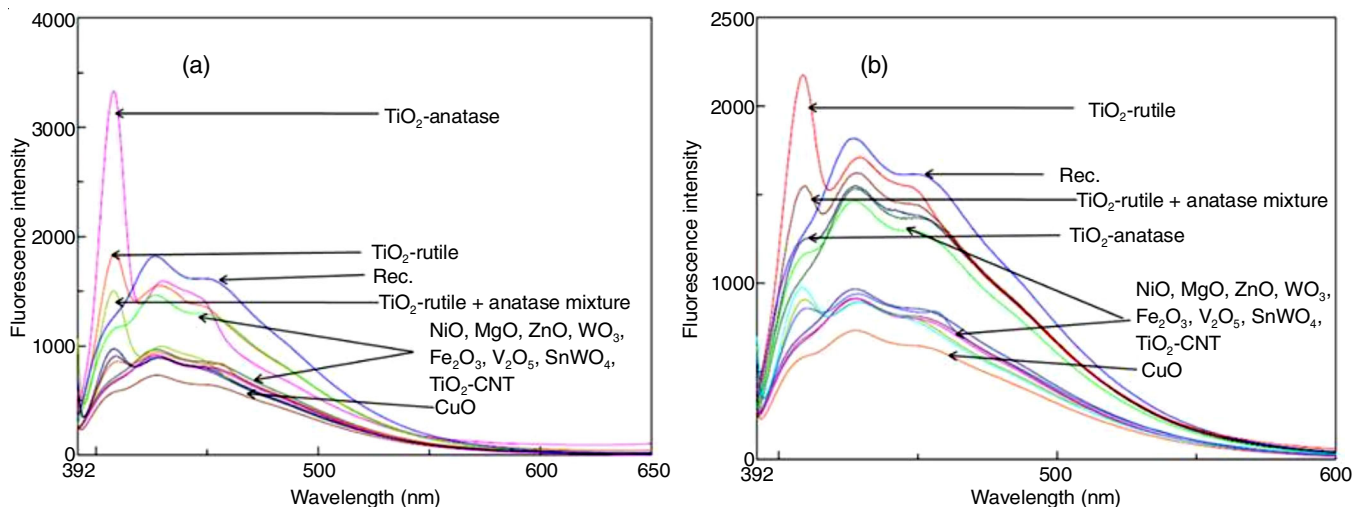 4000
3000
2000
1000
0
Fluorescence intensity
(a)
TiO2-anatase
TiO2-rutile
Rec.
TiO2-rutile + anatase mixture
NiO, MgO, ZnO, WO3,
Fe2O3, V2O5, SnWO4,
TiO2-CNT
CuO
392
500
600
650
Wavelength (nm)
2500
2000
1000
0
Fluorescence intensity
(b)
TiO2-rutile
Rec.
TiO2-rutile + anatase mixture
TiO2-anatase
NiO, MgO, ZnO, WO3,
Fe2O3, V2O5, SnWO4,
TiO2-CNT
CuO
392
500
600
Wavelength (nm)